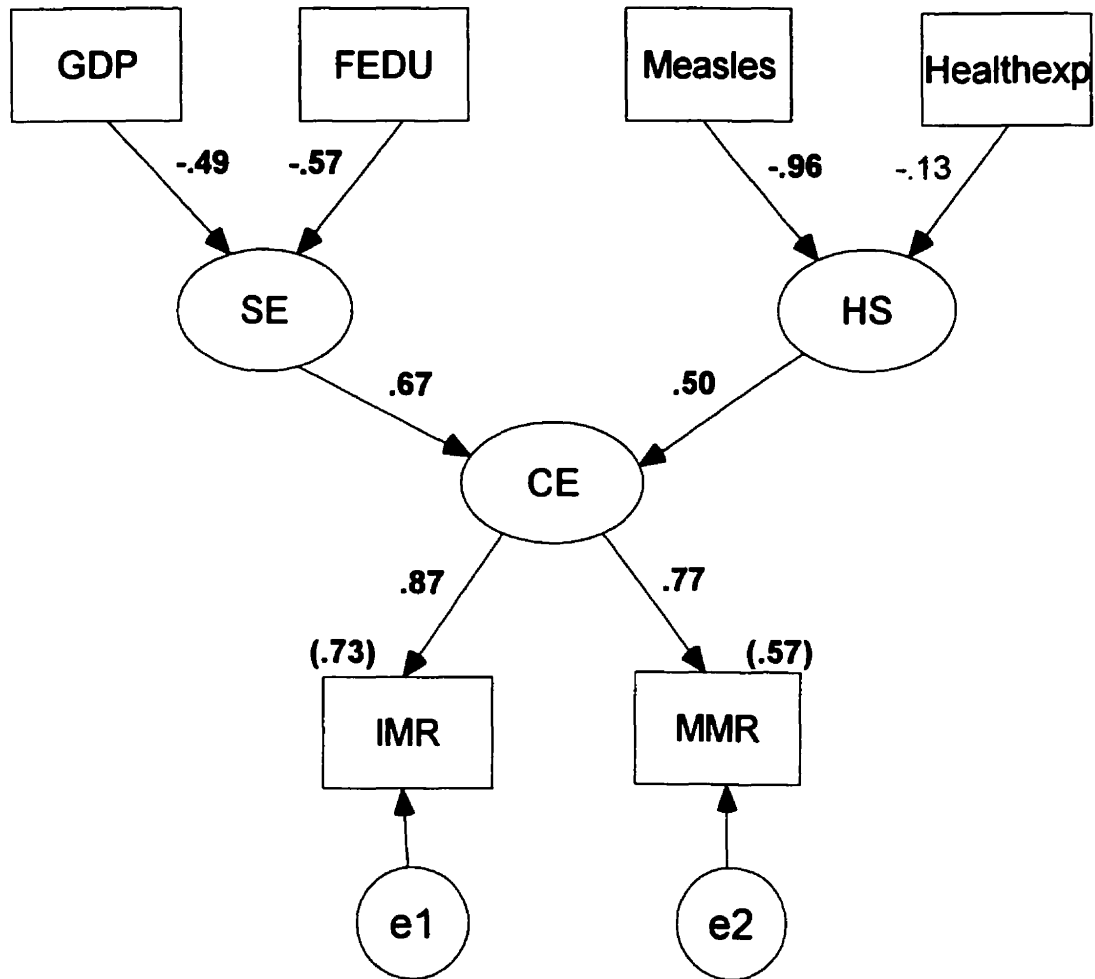 GDP
FEDU
Measles
Healthexp
-.49
-.57
-.96
-.13
SE
HS
.67
.50
CE
.87
.77
(.73)
(.57)
IMR
MMR
e1
e2